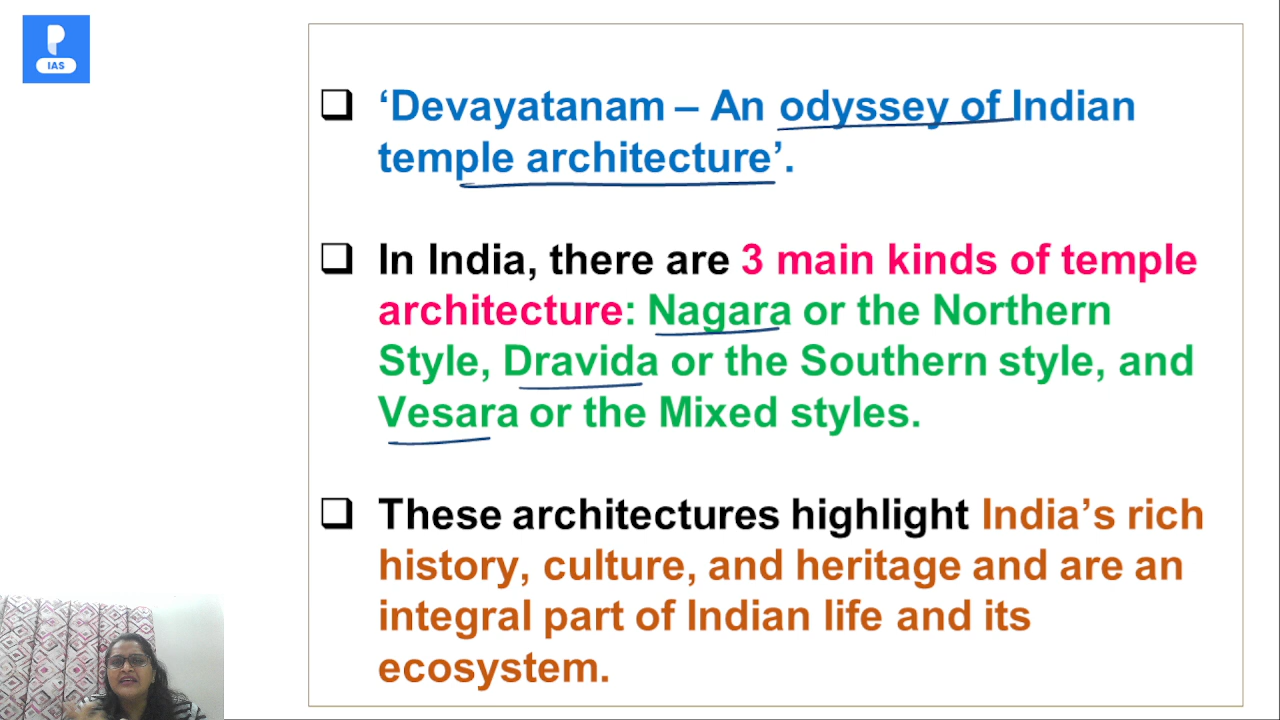 IAS
‘Devayatanam – An odyssey of Indian
temple architecture’.
In India, there are 3 main kinds of temple
architecture: Nagara or the Northern
Style, Dravida or the Southern style, and
Vesara or the Mixed styles.
These architectures highlight India’s rich
history, culture, and heritage and are an
integral part of Indian life and its
ecosystem.